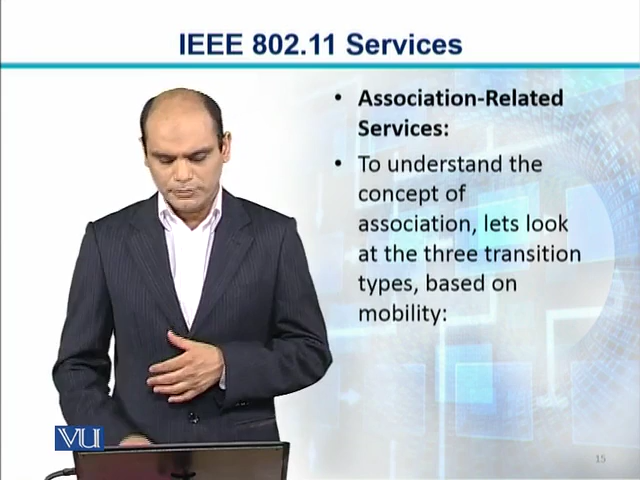 IEEE 802.11 Services
• Association-Related
Services:
• To understand the
concept of
association, lets look
at the three transition
types, based on
mobility:
VU
15